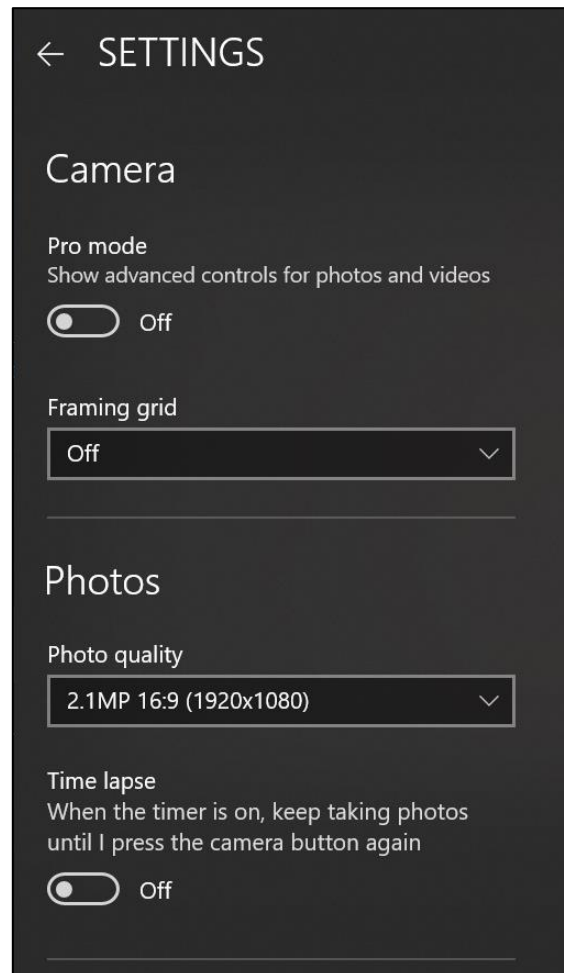 SETTINGS
Camera
Pro mode
Show advanced controls for photos and videos
Off
Framing grid
Off
Photos
Photo quality
2.1MP 16:9 (1920x1080)
Time lapse
When the timer is on, keep taking photos
until I press the camera button again
Off